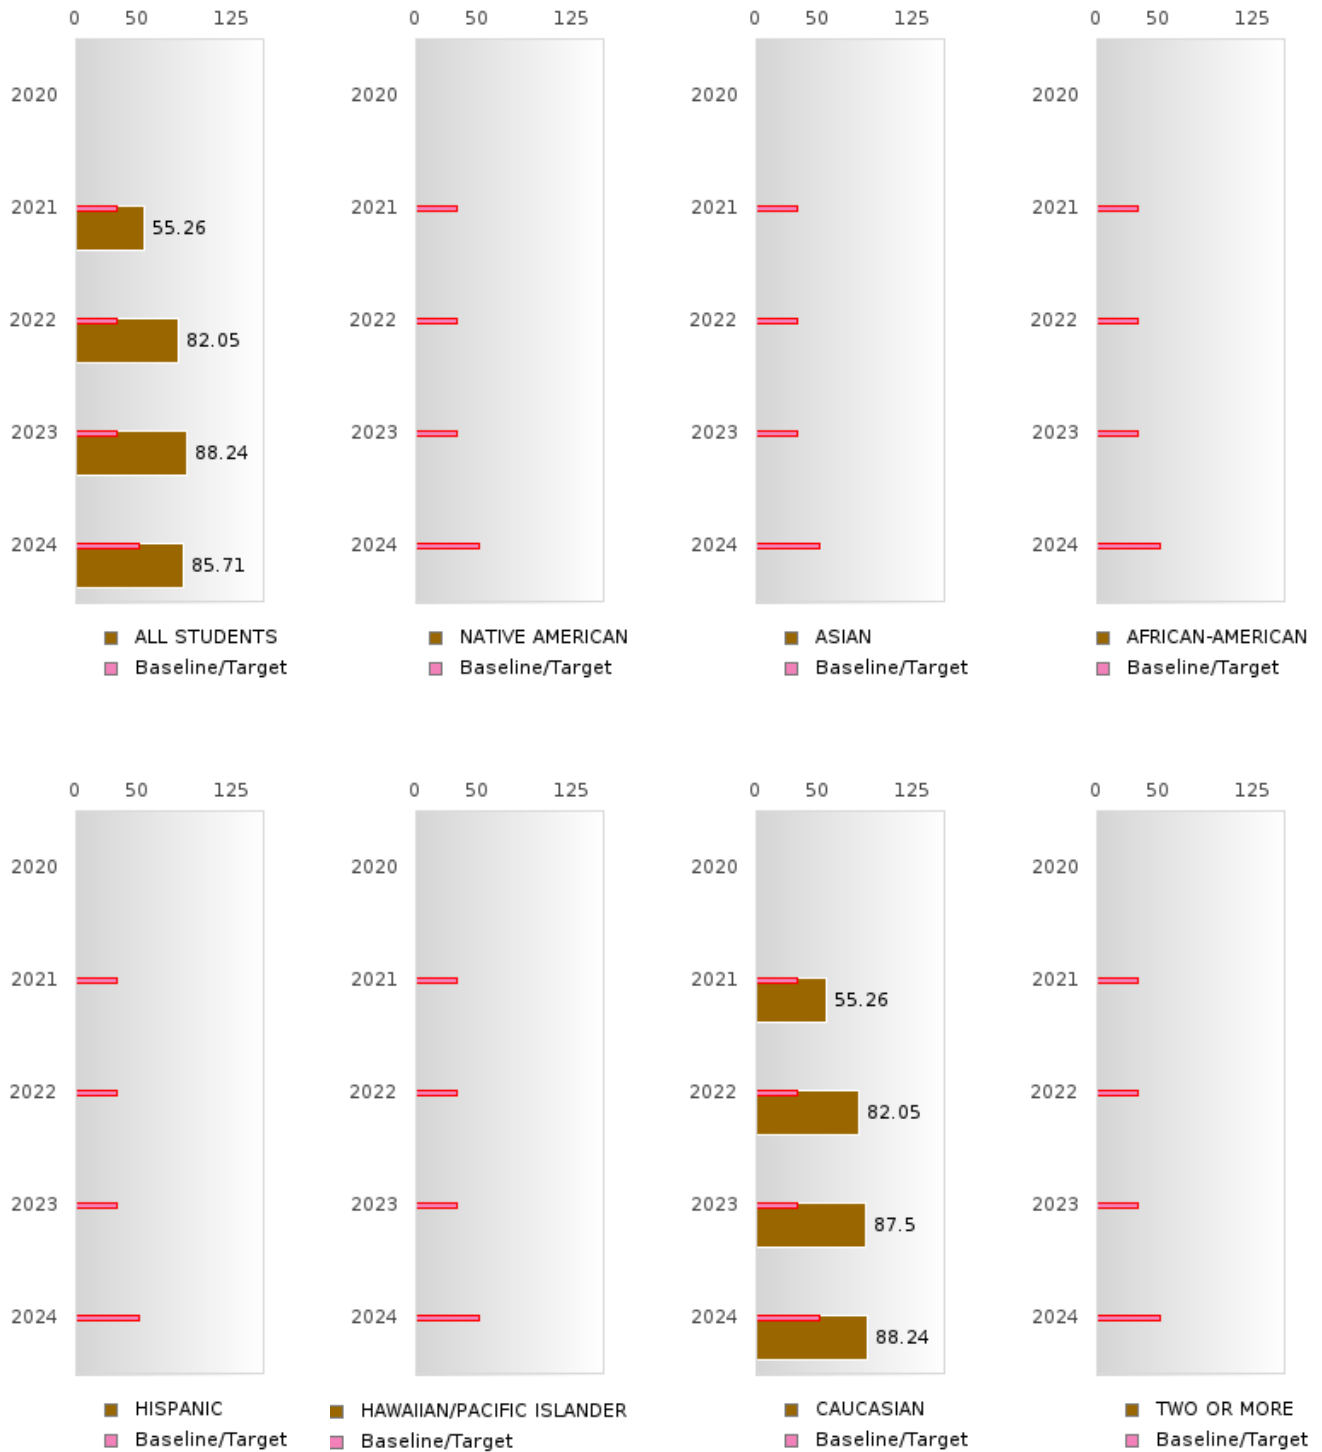 0 50 125 0 50 125 0 50 125 0 50 125
2020 2020 2020 2020
2021 55.26 2021 2021 2021
2022 82.05 2022 2022 2022
2023 88.24 2023 2023 2023
2024 85.71 2024 2024 2024
ALL STUDENTS NATIVE AMERICAN ASIAN AFRICAN-AMERICAN
Baseline/Target Baseline/Target Baseline/Target Baseline/Target
0 50 125 0 50 125 0 50 125 0 50 125
2020 2020 2020 2020
2021 2021 2021 55.26 2021
2022 2022 2022 82.05 2022
2023 2023 2023 87.5 2023
2024 2024 2024 88.24 2024
HISPANIC HAWAIIAN/PACIFIC ISLANDER CAUCASIAN TWO OR MORE
Baseline/Target Baseline/Target Baseline/Target Baseline/Target